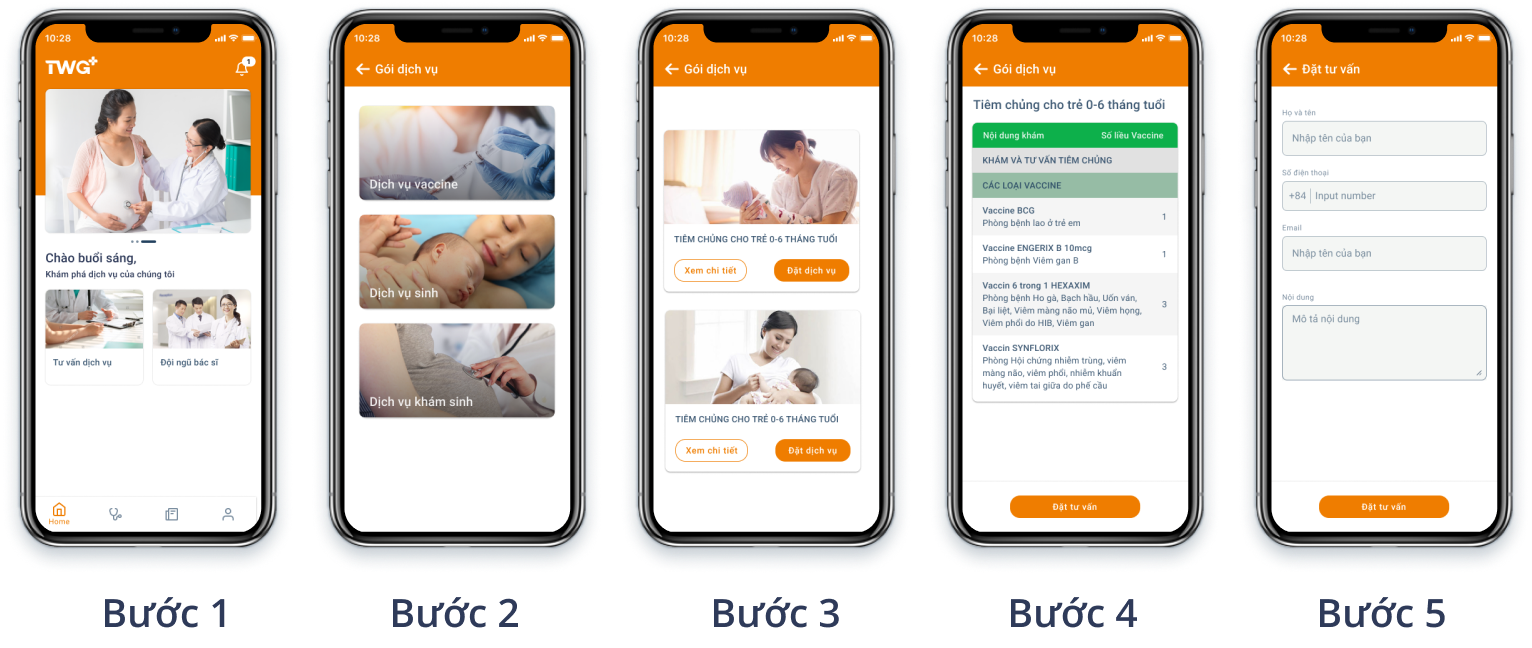 10:28
TWG+
1
Chào buổi sáng,
Khám phá dịch vụ của chúng tôi
Tư vấn dịch vụ
Đội ngũ bác sĩ
Home
Bước 1
10:28
Gói dịch vụ
Dịch vụ vaccine
Dịch vụ sinh
Dịch vụ khám sinh
Bước 2
10:28
Gói dịch vụ
TIÊM CHỦNG CHO TRẺ 0-6 THÁNG TUỔI
Xem chi tiết
Đặt dịch vụ
TIÊM CHỦNG CHO TRẺ 0-6 THÁNG TUỔI
Xem chi tiết
Đặt dịch vụ
Bước 3
10:28
Gói dịch vụ
Tiêm chủng cho trẻ 0-6 tháng tuổi
Nội dung khám Số liều Vaccine
KHÁM VÀ TƯ VẤN TIÊM CHỦNG
CÁC LOẠI VACCINE
Vaccine BCG
Phòng bệnh lao ở trẻ em
1
Vaccine ENGERIX B 10mcg
Phòng bệnh Viêm gan B
1
Vaccin 6 trong 1 HEXAXIM
Phòng bệnh Ho gà, Bạch hầu, Uốn ván,
Bại liệt, Viêm màng não mủ, Viêm họng,
Viêm phổi do HIB, Viêm gan
3
Vaccin SYNFLORIX
Phòng Hội chứng nhiễm trùng, viêm
màng não, viêm phổi, nhiễm khuẩn
huyết, viêm tai giữa do phế cầu
3
Đặt tư vấn
Bước 4
10:28
Đặt tư vấn
Họ và tên
Nhập tên của bạn
Số điện thoại
+84 Input number
Email
Nhập tên của bạn
Nội dung
Mô tả nội dung
Đặt tư vấn
Bước 5